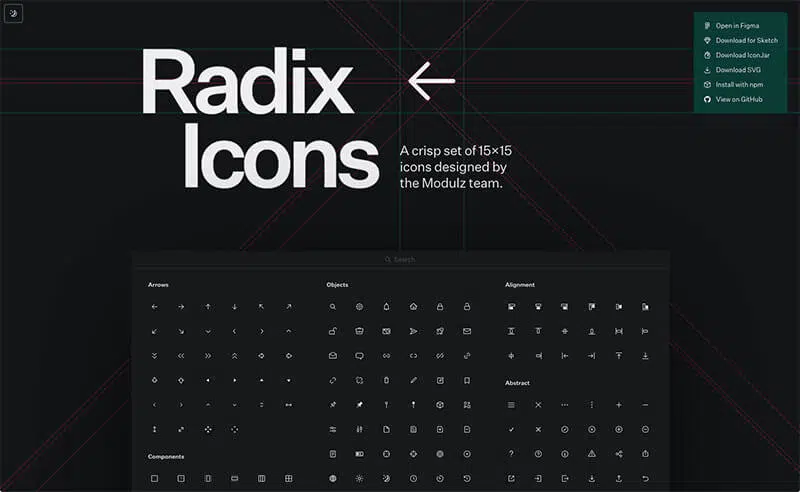 Radix
Icons
A crisp set of 15×15
icons designed by
the Modulz team.
Open in Figma
Download for Sketch
Download IconJar
Download SVG
Install with npm
View on GitHub
Search
Arrows
Objects
Alignment
Abstract
Components